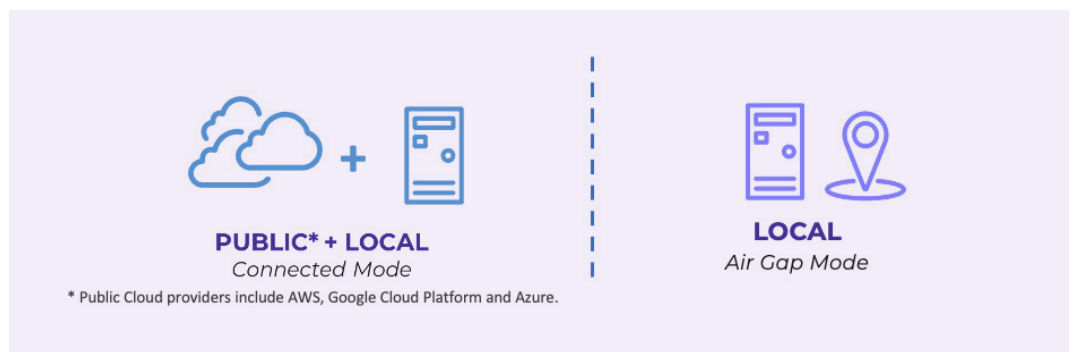 PUBLIC* + LOCAL
Connected Mode
* Public Cloud providers include AWS, Google Cloud Platform and Azure.
LOCAL
Air Gap Mode